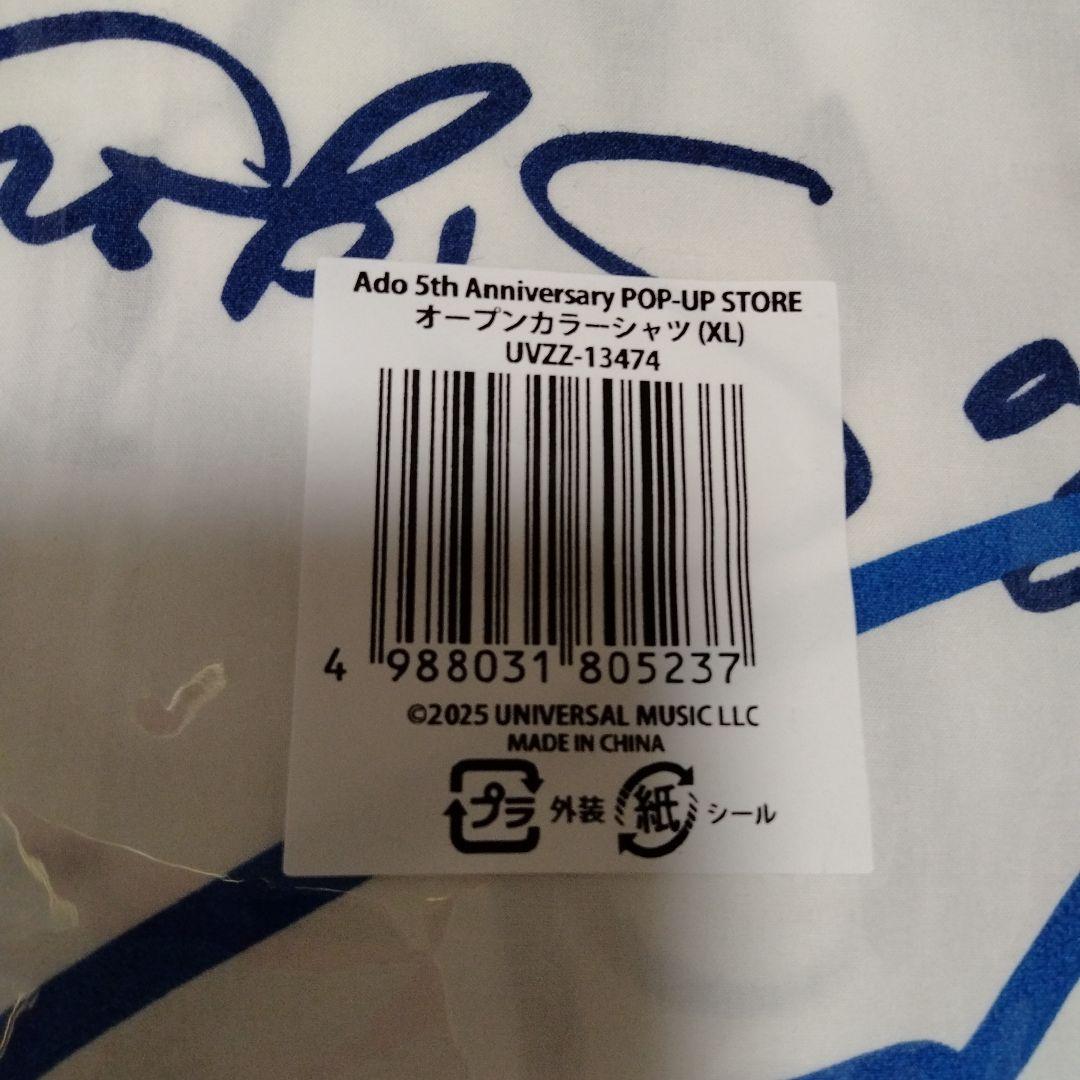 Ado 5th Anniversary POP-UP STORE
オープンカラーシャツ (XL)
UVZZ-13474
4 988031 805237
©2025 UNIVERSAL MUSIC LLC
MADE IN CHINA
プラ 外装 紙 シール